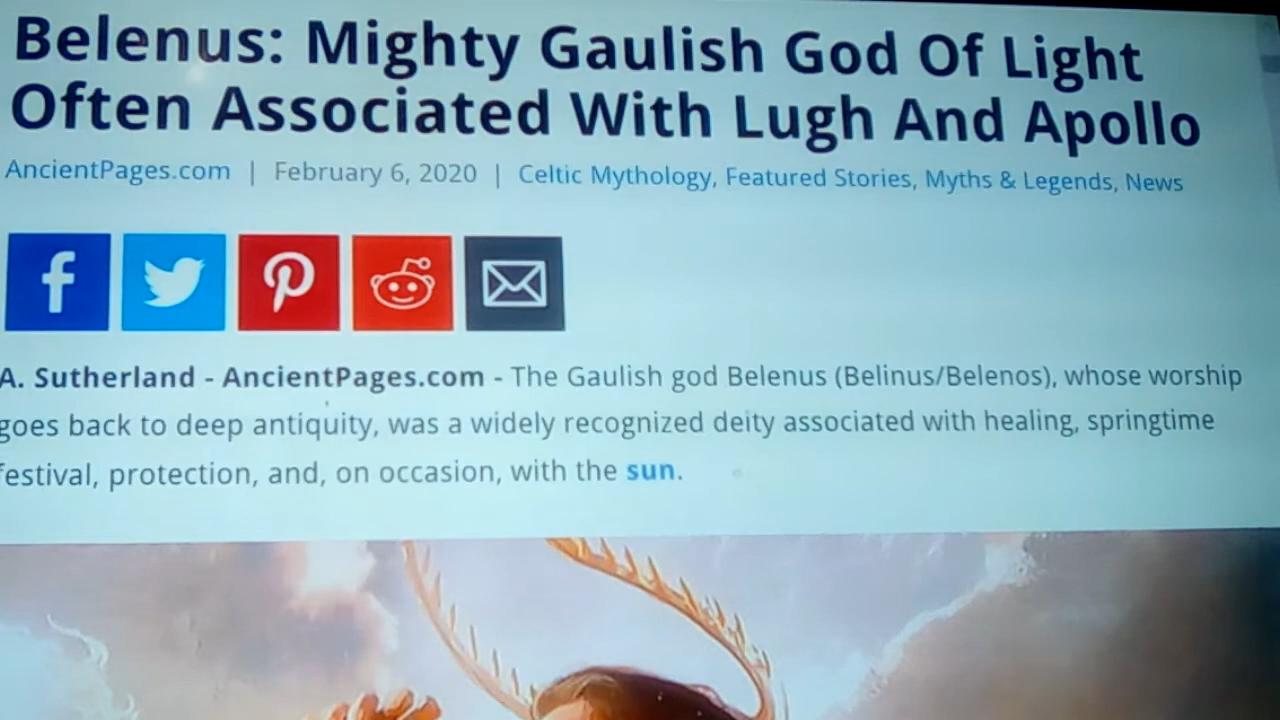 Belenus: Mighty Gaulish God Of Light
Often Associated With Lugh And Apollo
AncientPages.com | February 6, 2020 | Celtic Mythology, Featured Stories, Myths & Legends, News
A. Sutherland - AncientPages.com - The Gaulish god Belenus (Belinus/Belenos), whose worship
goes back to deep antiquity, was a widely recognized deity associated with healing, springtime
festival, protection, and, on occasion, with the sun.